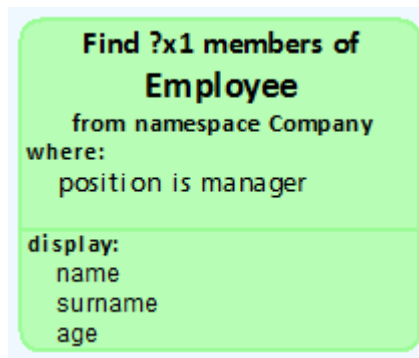 Find ?x1 members of
Employee
from namespace Company
where:
position is manager
display:
name
surname
age